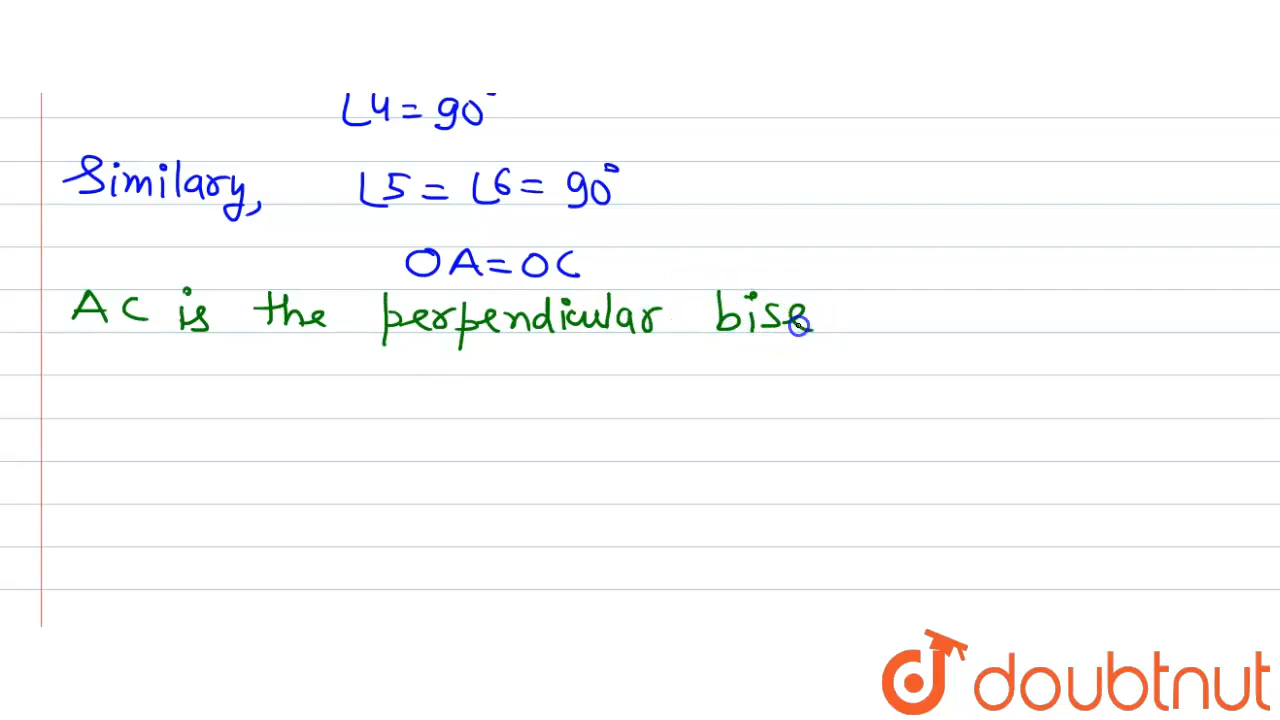 ∠4 = 90°
Similary, ∠5 = ∠6 = 90°
OA = OC
AC is the perpendicular bise
doubtnut